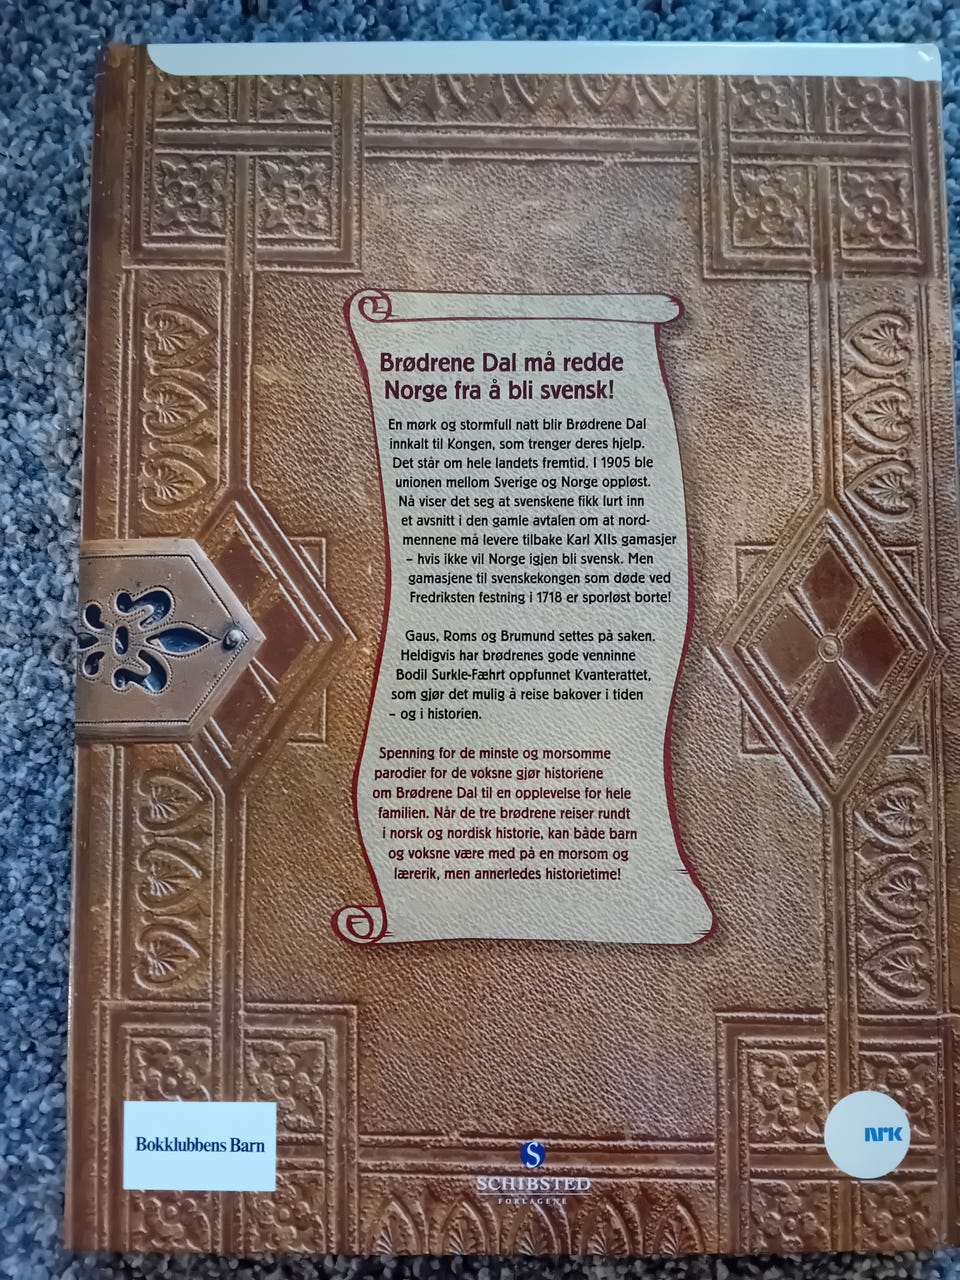 Brødrene Dal må redde
Norge fra å bli svensk!
En mørk og stormfull natt blir Brødrene Dal
innkalt til Kongen, som trenger deres hjelp.
Det står om hele landets fremtid. I 1905 ble
unionen mellom Sverige og Norge oppløst.
Nå viser det seg at svenskene fikk lurt inn
et avsnitt i den gamle avtalen om at nord-
mennene må levere tilbake Karl XIIs gamasjer
– hvis ikke vil Norge igjen bli svensk. Men
gamasjene til svenskekongen som døde ved
Fredriksten festning i 1718 er sporløst borte!
Gaus, Roms og Brumund settes på saken.
Heldigvis har brødrenes gode venninne
Bodil Surkle-Fæhrt oppfunnet Kvanterattet,
som gjør det mulig å reise bakover i tiden
– og i historien.
Spenning for de minste og morsomme
parodier for de voksne gjør historiene
om Brødrene Dal til en opplevelse for hele
familien. Når de tre brødrene reiser rundt
i norsk og nordisk historie, kan både barn
og voksne være med på en morsom og
lærerik, men annerledes historietime!
Bokklubbens Barn
S
SCHIBSTED
FORLAGENE
NRK